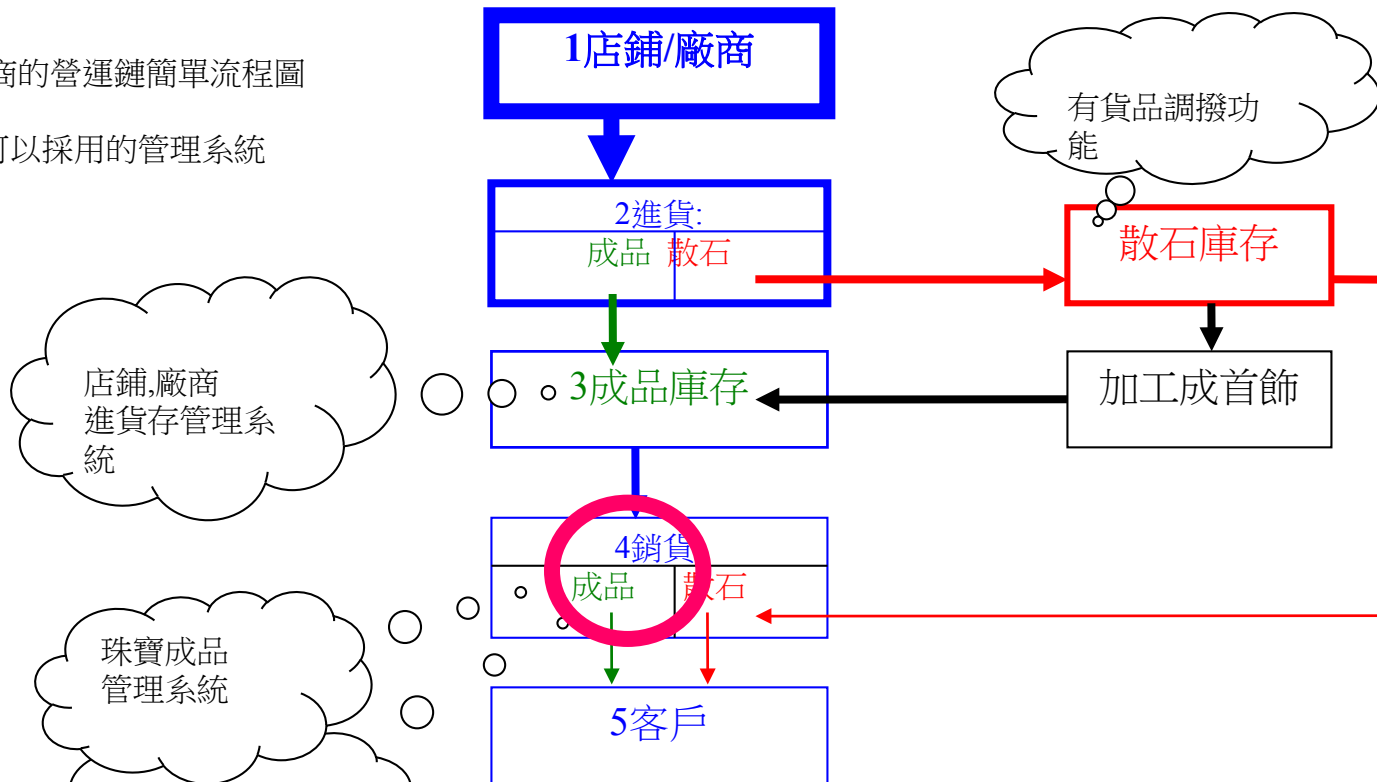 商的營運鏈簡單流程圖
可以採用的管理系統
1店鋪/廠商
有貨品調撥功
能
2進貨:
成品 散石
散石庫存
店鋪,廠商
進貨存管理系
統
3成品庫存
加工成首飾
4銷貨
成品 散石
珠寶成品
管理系統
5客戶